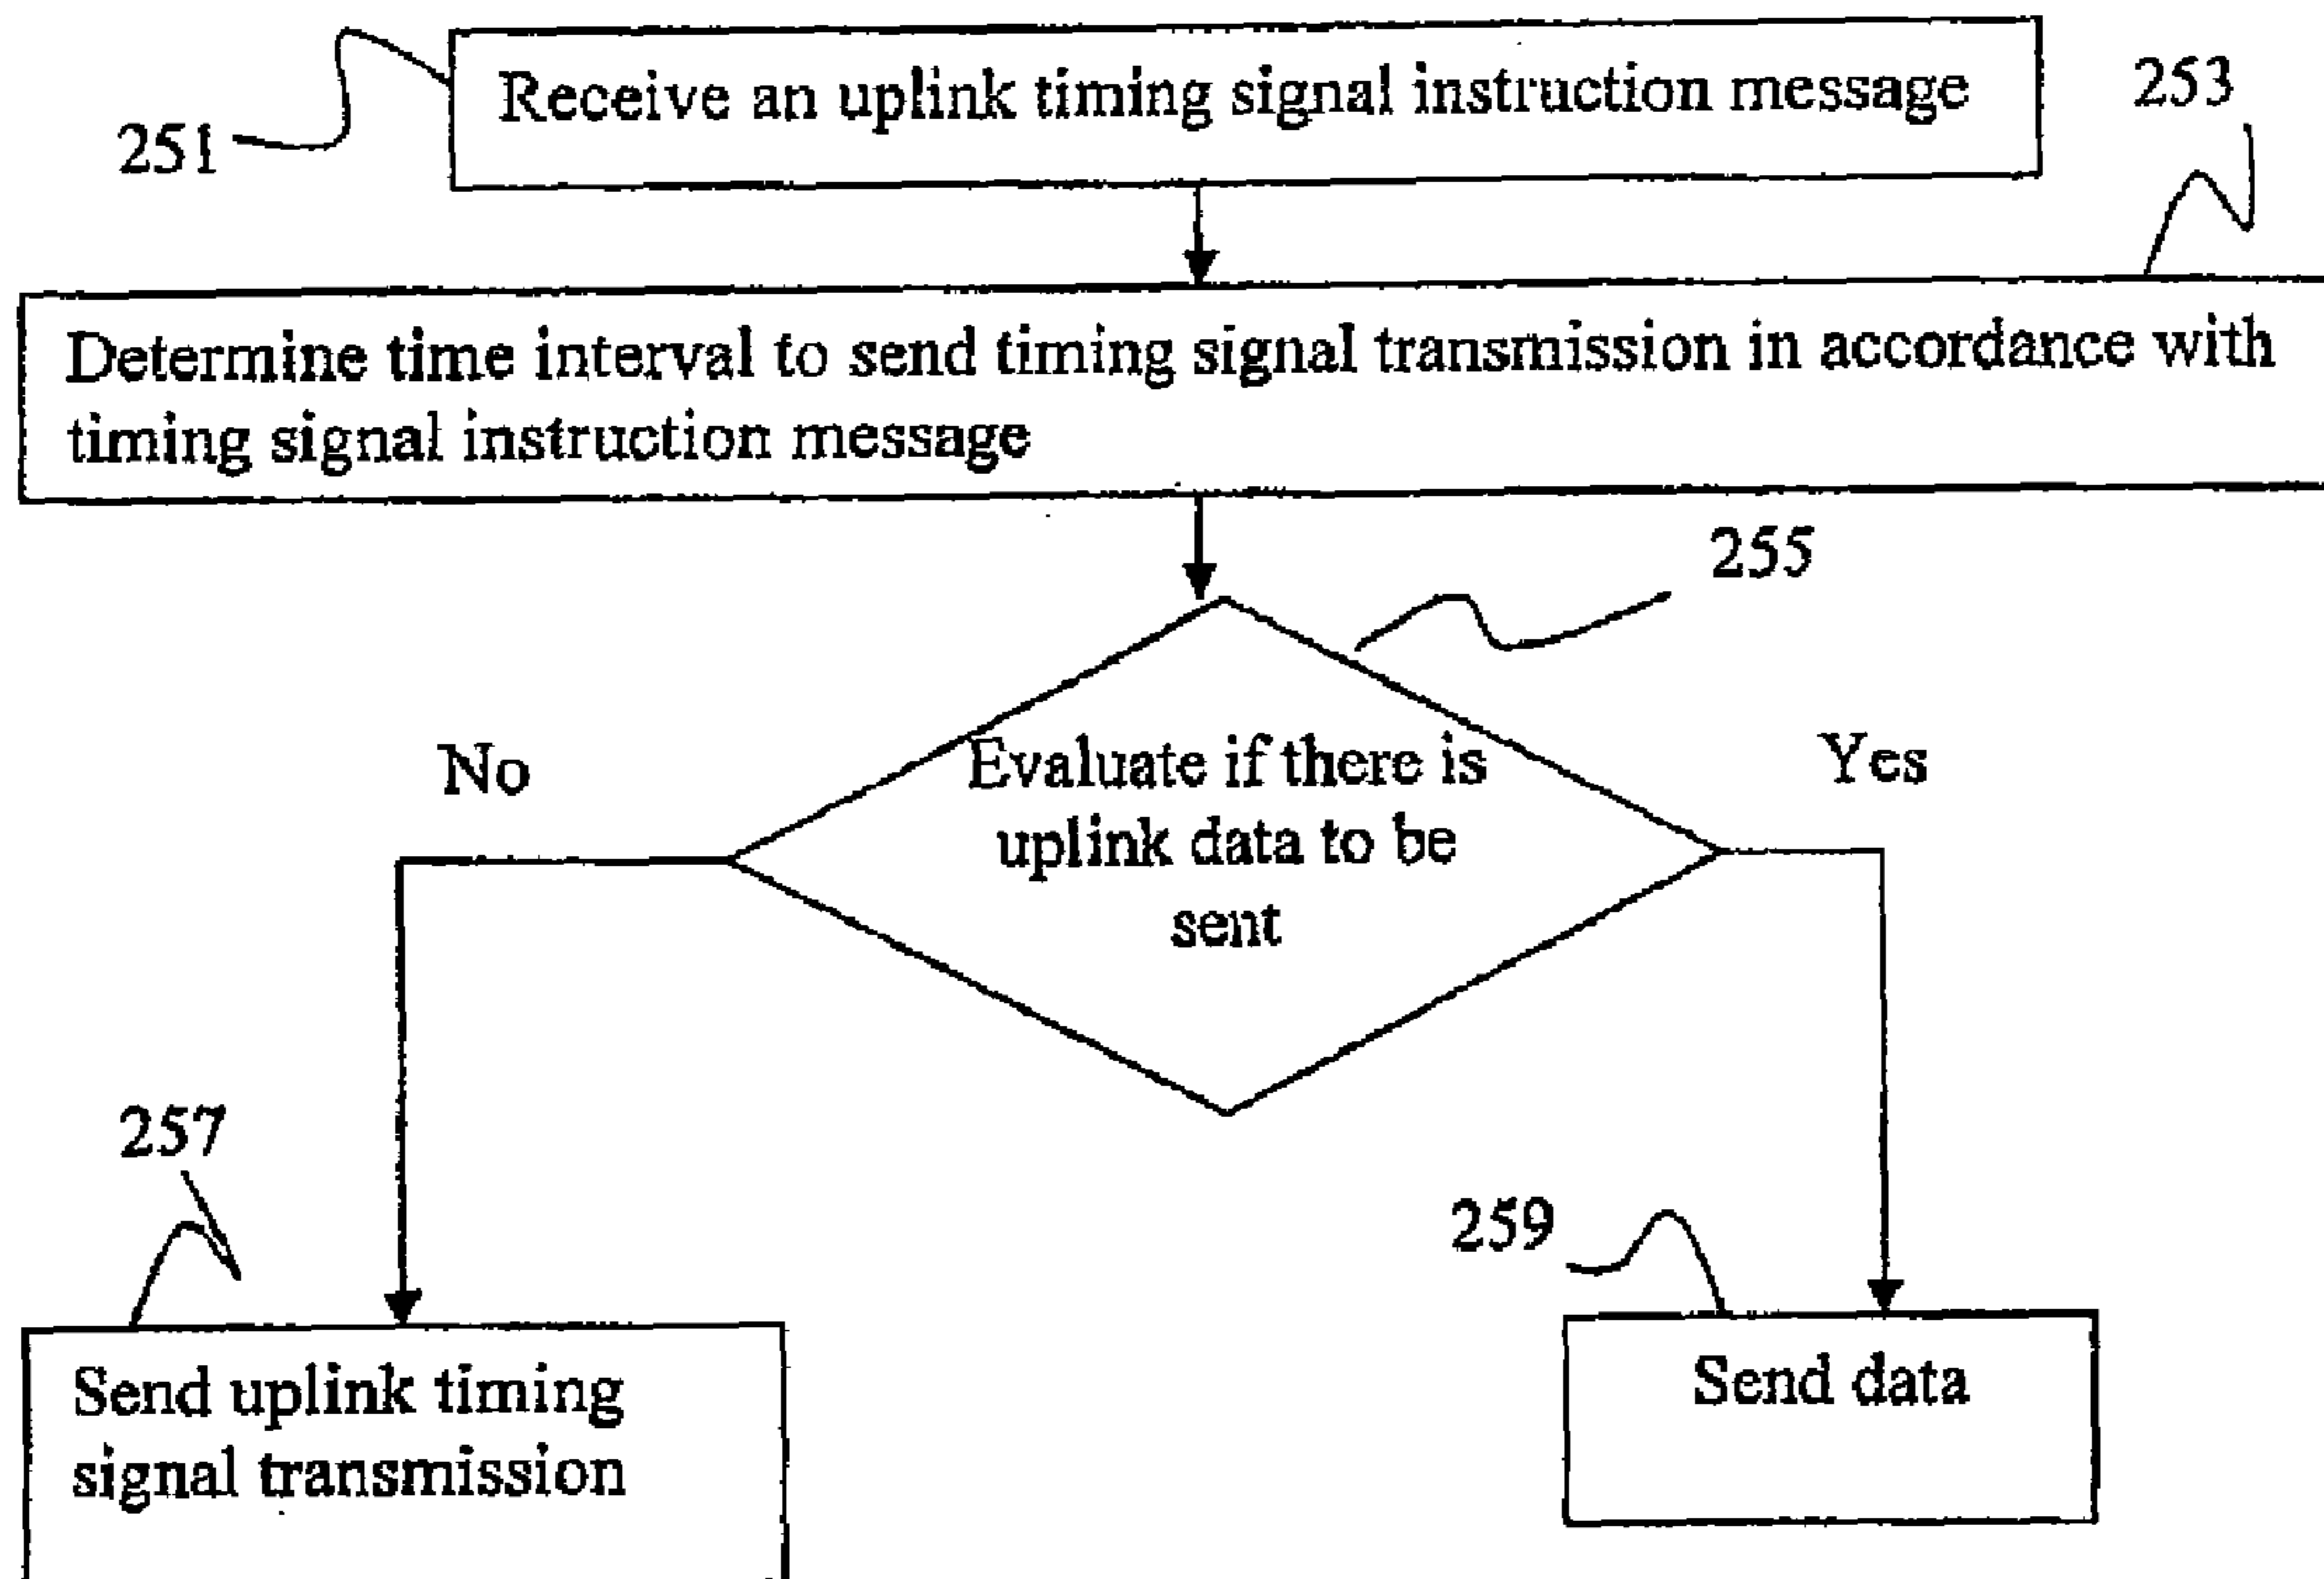 Receive an uplink timing signal instruction message
253
251
Determine time interval to send timing signal transmission in accordance with
timing signal instruction message
255
No
Evaluate if there is
uplink data to be
sent
Yes
257
259
Send uplink timing
signal transmission
Send data